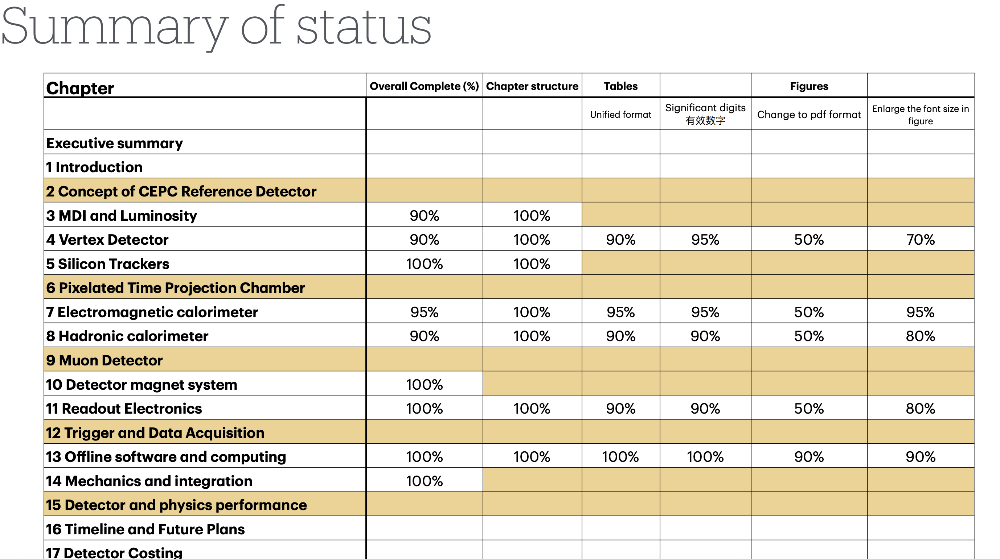 Summary of status
Chapter Overall Complete (%) Chapter structure Tables Figures
Unified format Significant digits 有效数字 Change to pdf format Enlarge the font size in figure
Executive summary
1 Introduction
2 Concept of CEPC Reference Detector
3 MDI and Luminosity 90% 100%
4 Vertex Detector 90% 100% 90% 95% 50% 70%
5 Silicon Trackers 100% 100%
6 Pixelated Time Projection Chamber
7 Electromagnetic calorimeter 95% 100% 95% 95% 50% 95%
8 Hadronic calorimeter 90% 100% 90% 90% 50% 80%
9 Muon Detector
10 Detector magnet system 100%
11 Readout Electronics 100% 100% 90% 90% 50% 80%
12 Trigger and Data Acquisition
13 Offline software and computing 100% 100% 100% 100% 90% 90%
14 Mechanics and integration 100%
15 Detector and physics performance
16 Timeline and Future Plans
17 Detector Costing